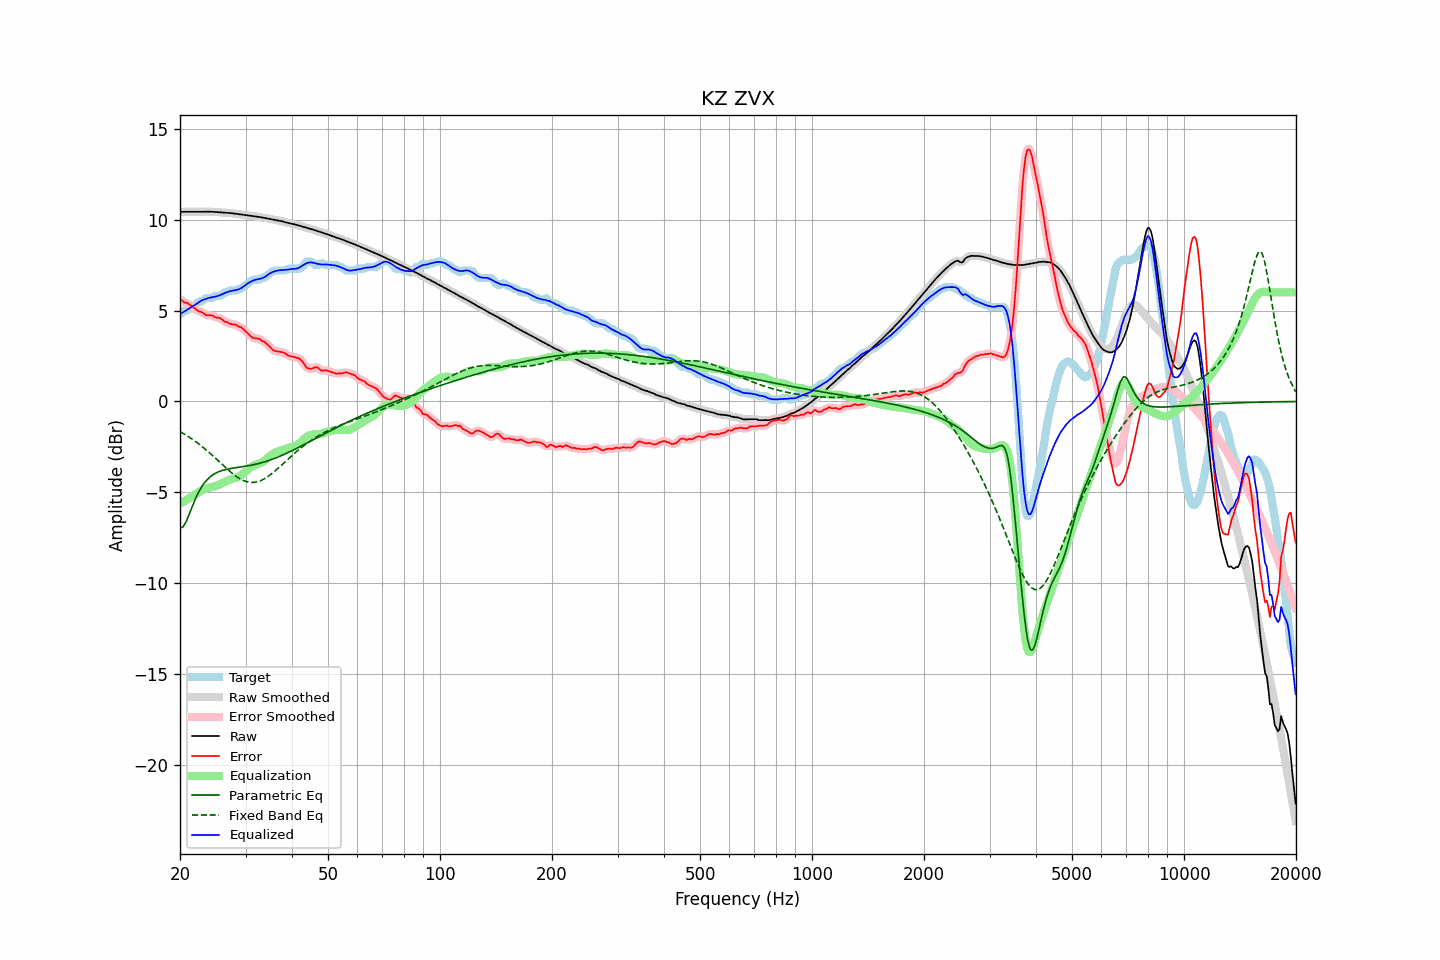 KZ ZVX
15
10
5
0
−5
−10
−15
−20
Amplitude (dBr)
Target
Raw Smoothed
Error Smoothed
Raw
Error
Equalization
Parametric Eq
Fixed Band Eq
Equalized
20 50 100 200 500 1000 2000 5000 10000 20000
Frequency (Hz)